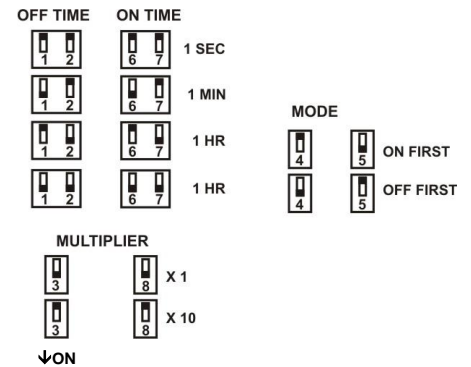 OFF TIME ON TIME
1 2 6 7 1 SEC
1 2 6 7 1 MIN
1 2 6 7 1 HR
1 2 6 7 1 HR
MODE
4 5 ON FIRST
4 5 OFF FIRST
MULTIPLIER
3 8 X 1
3 8 X 10
↓ON